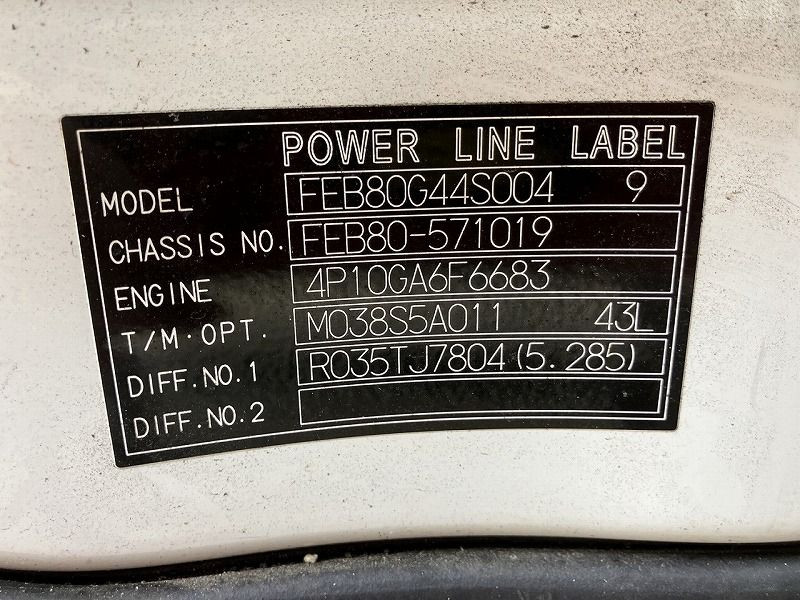 POWER LINE LABEL
MODEL FEB80G44S004 9
CHASSIS NO. FEB80-571019
ENGINE 4P10GA6F6683
T/M·OPT. M038S5A011 43L
DIFF.NO.1 R035TJ7804(5.285)
DIFF.NO.2